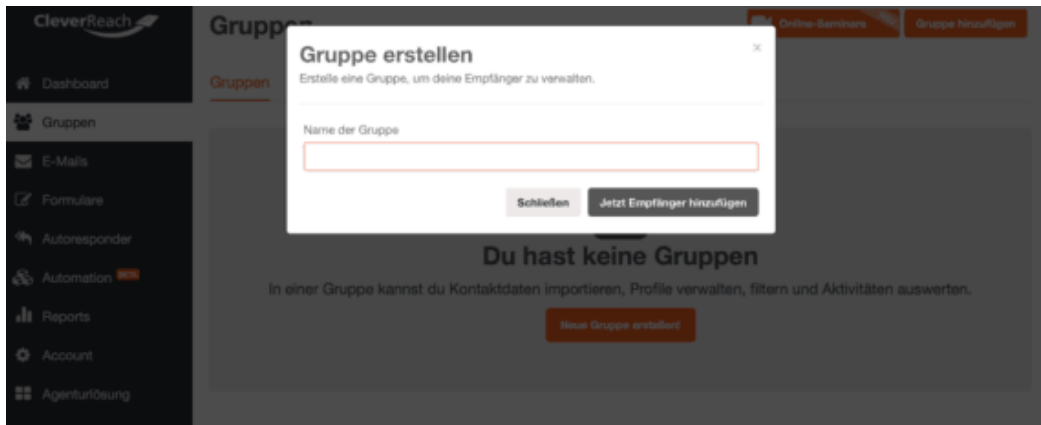 CleverReach
Dashboard
Gruppen
E-Mails
Formulare
Autoresponder
Automation BETA
Reports
Account
Agenturlösung
Online-Seminare
Gruppe hinzufügen
Gruppen
Gruppe erstellen
×
Erstelle eine Gruppe, um deine Empfänger zu verwalten.
Name der Gruppe
Schließen
Jetzt Empfänger hinzufügen
Du hast keine Gruppen
In einer Gruppe kannst du Kontaktdaten importieren, Profile verwalten, filtern und Aktivitäten auswerten.
Neue Gruppe erstellen!